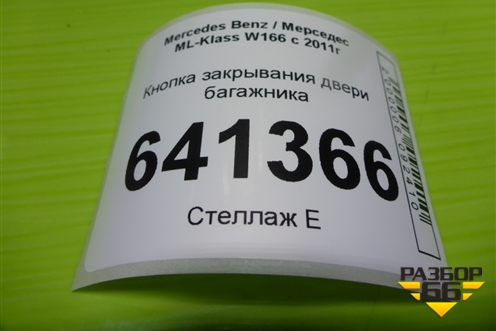 Mercedes Benz / Мерседес
ML-Klass W166 с 2011г
Кнопка закрывания двери
багажника
641366
Стеллаж Е
РАЗБОР
66